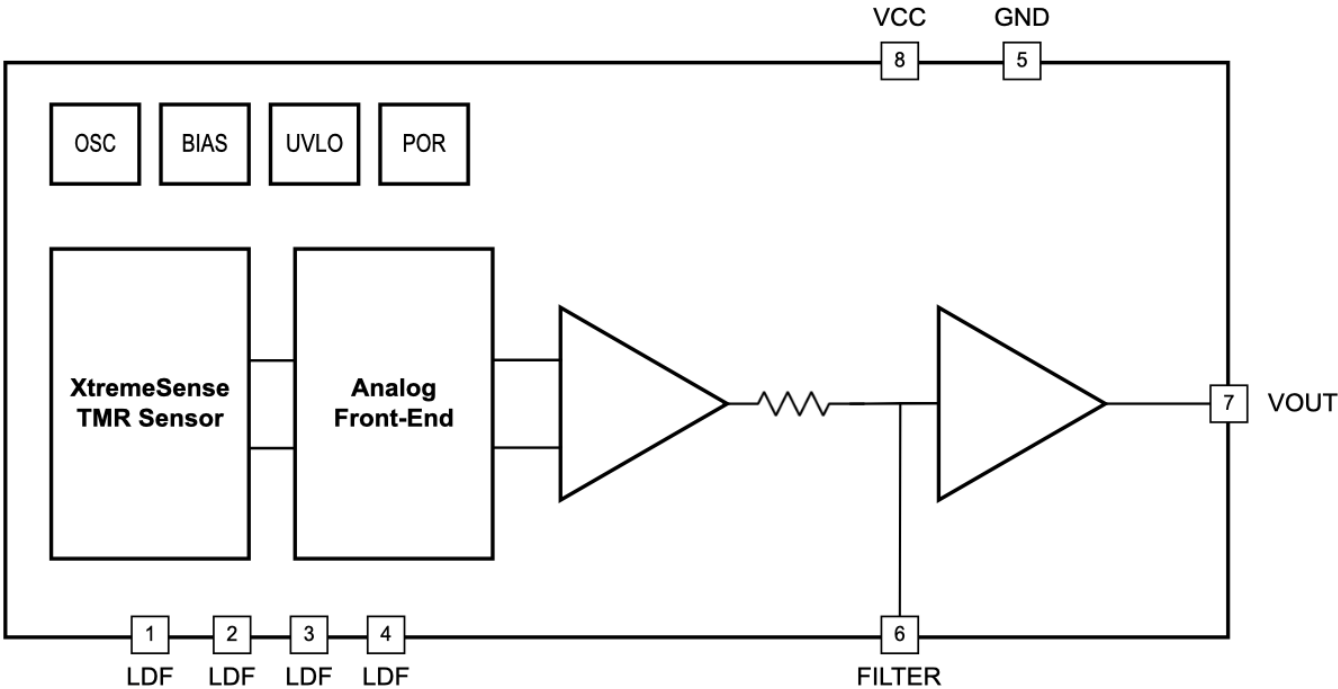 VCC GND
8 5
OSC BIAS UVLO POR
XtremeSense
TMR Sensor
Analog
Front-End
7 VOUT
1 2 3 4 6
LDF LDF LDF LDF FILTER